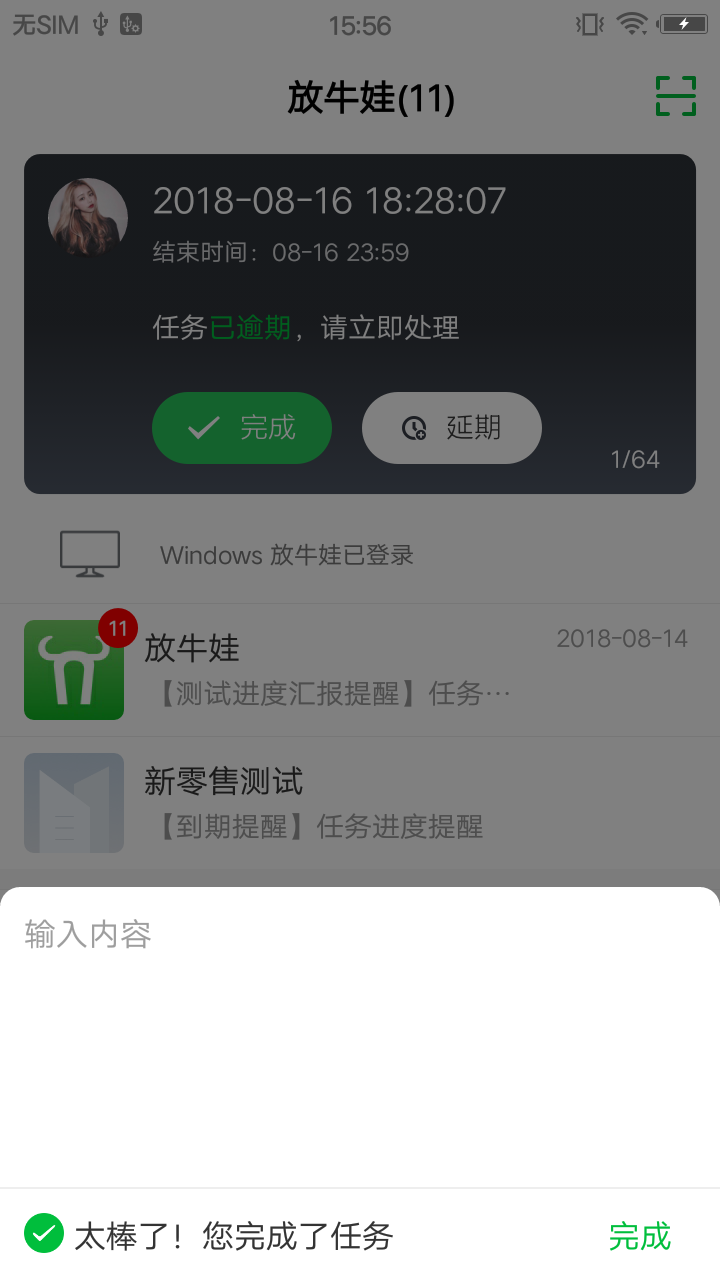 无SIM 15:56
放牛娃(11)
2018-08-16 18:28:07
结束时间：08-16 23:59
任务已逾期，请立即处理
完成 延期
1/64
Windows 放牛娃已登录
11
放牛娃 2018-08-14
【测试进度汇报提醒】任务…
新零售测试
【到期提醒】任务进度提醒
输入内容
太棒了！您完成了任务 完成